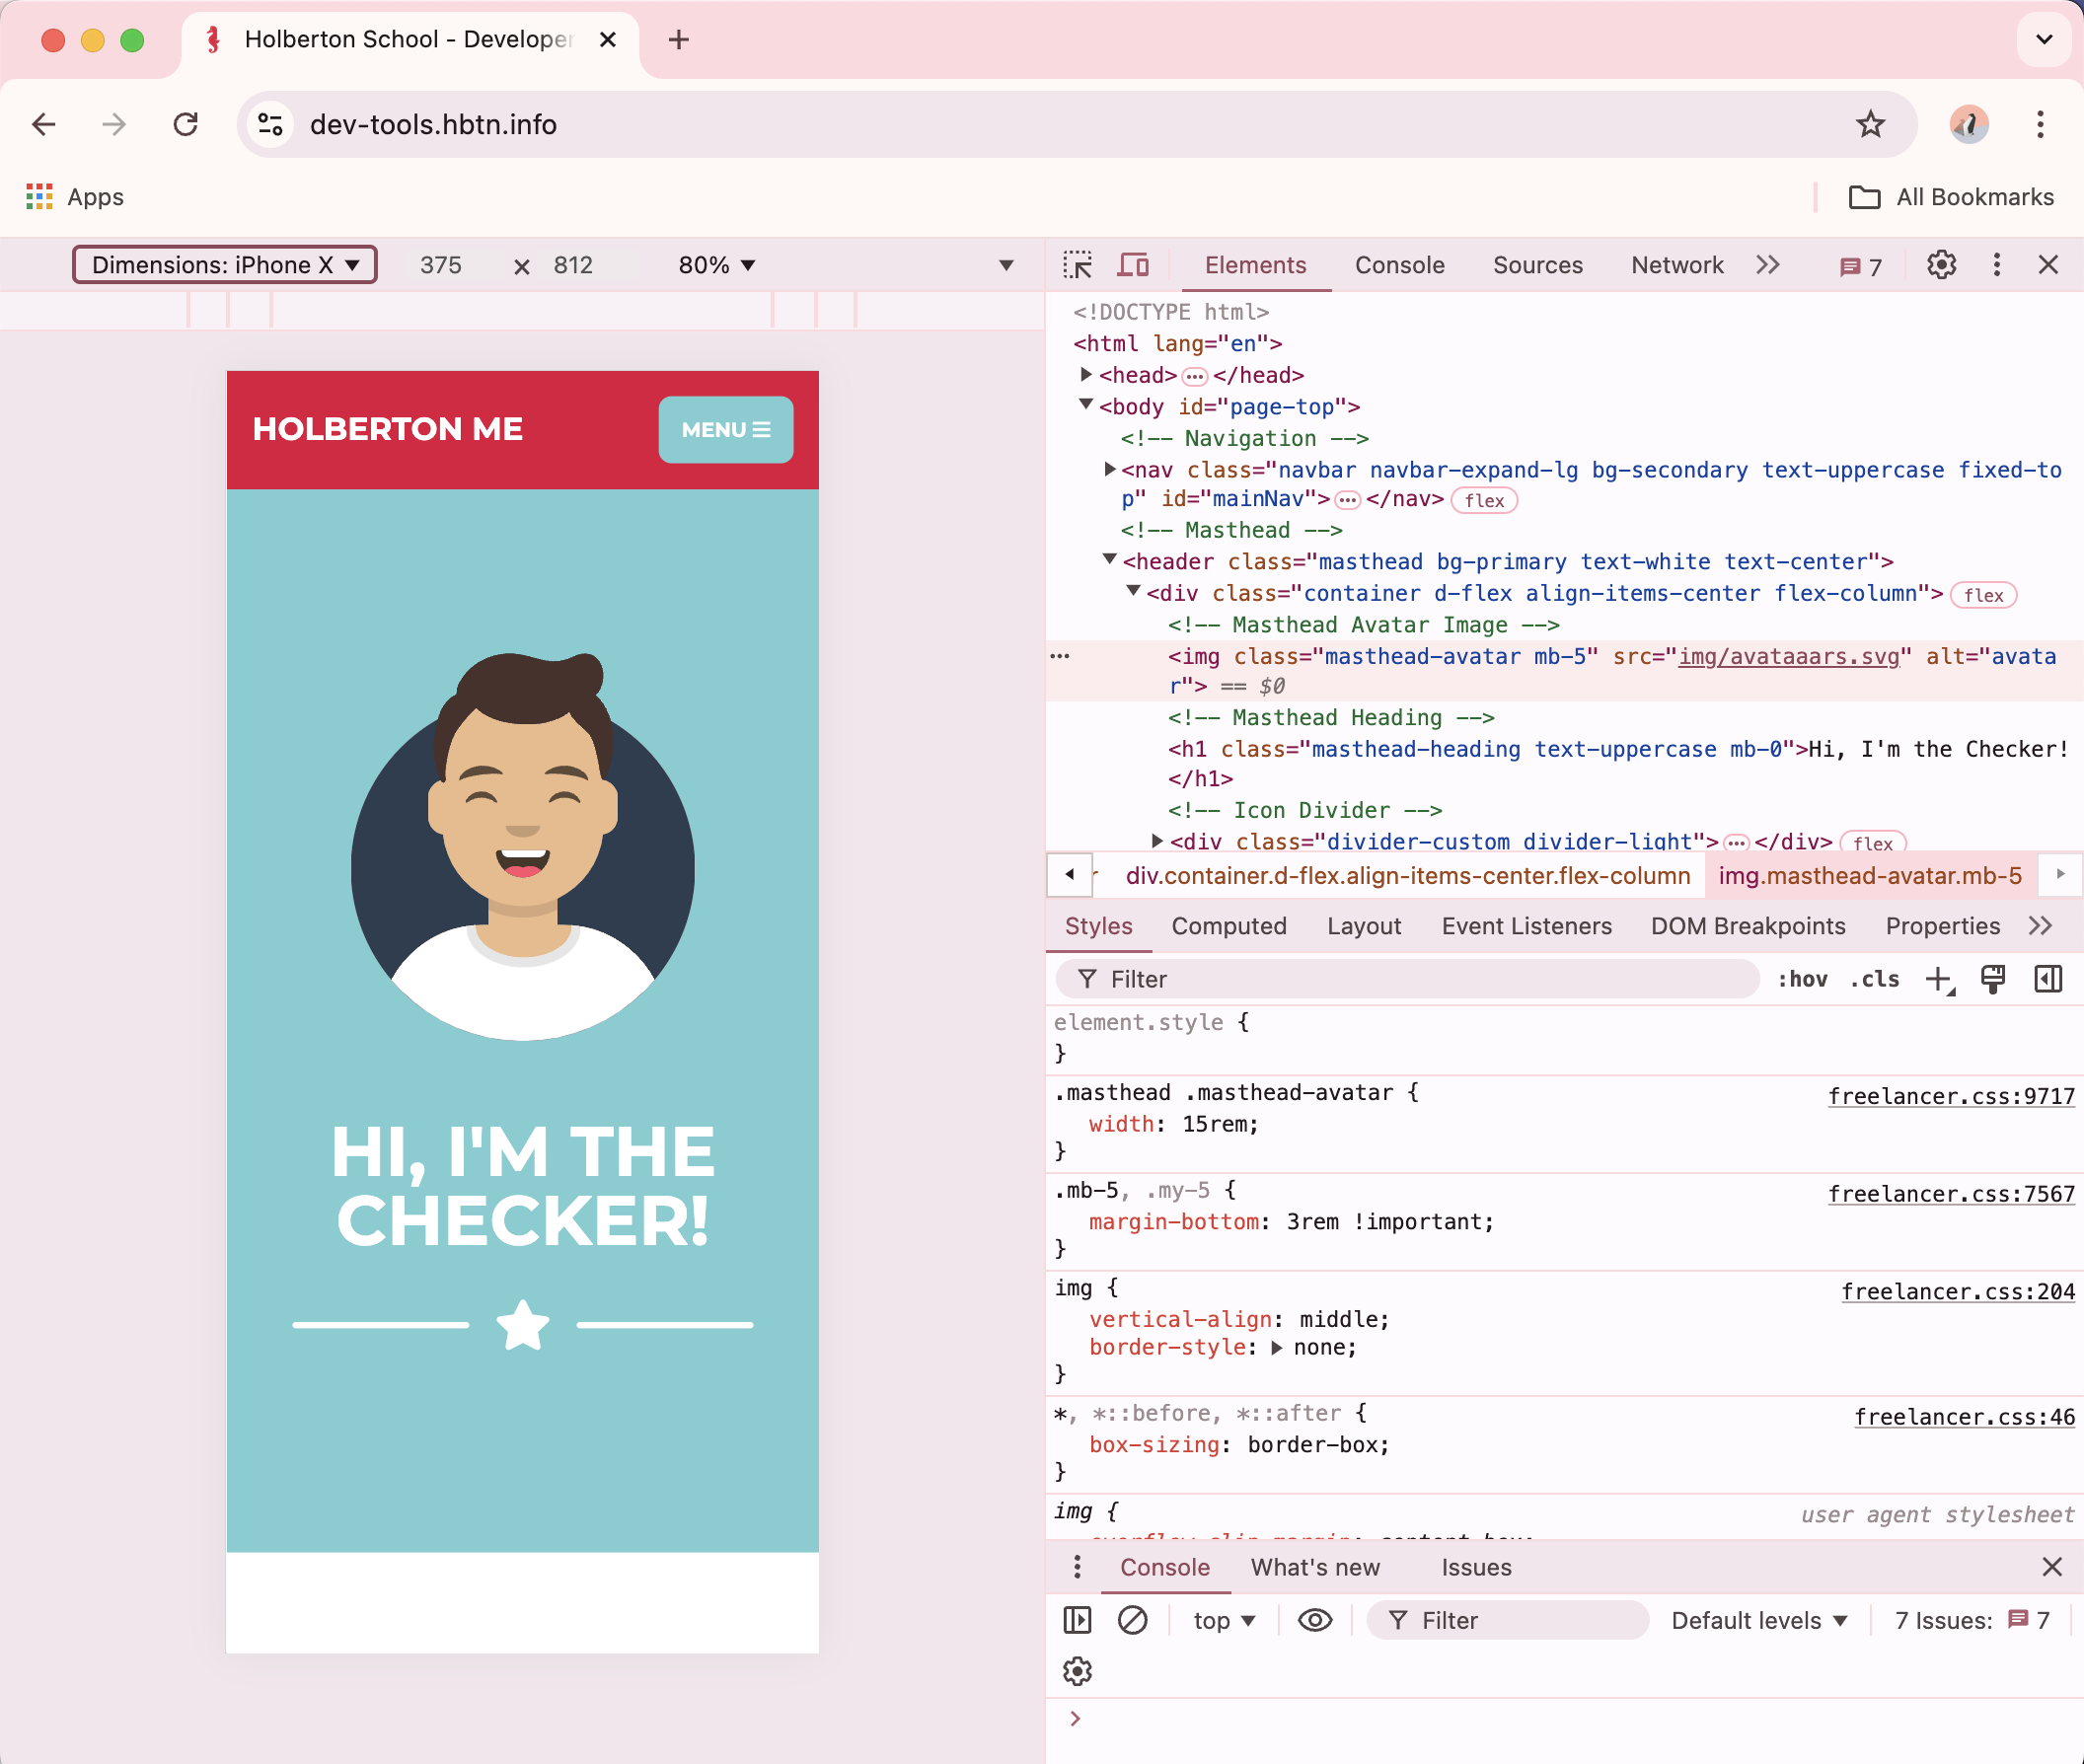 Holberton School - Developer
dev-tools.hbtn.info
Apps
All Bookmarks
Dimensions: iPhone X
375 × 812
80%
Elements Console Sources Network
7
HOLBERTON ME
MENU
HI, I'M THE
CHECKER!
<!DOCTYPE html>
<html lang="en">
<head> </head>
<body id="page-top">
<!-- Navigation -->
<nav class="navbar navbar-expand-lg bg-secondary text-uppercase fixed-to
p" id="mainNav"> </nav> flex
<!-- Masthead -->
<header class="masthead bg-primary text-white text-center">
<div class="container d-flex align-items-center flex-column"> flex
<!-- Masthead Avatar Image -->
<img class="masthead-avatar mb-5" src="img/avataaars.svg" alt="avata
r"> == $0
<!-- Masthead Heading -->
<h1 class="masthead-heading text-uppercase mb-0">Hi, I'm the Checker!
</h1>
<!-- Icon Divider -->
<div class="divider-custom divider-light"> </div> flex
div.container.d-flex.align-items-center.flex-column img.masthead-avatar.mb-5
Styles Computed Layout Event Listeners DOM Breakpoints Properties
Filter :hov .cls
element.style {
}
.masthead .masthead-avatar { freelancer.css:9717
width: 15rem;
}
.mb-5, .my-5 { freelancer.css:7567
margin-bottom: 3rem !important;
}
img { freelancer.css:204
vertical-align: middle;
border-style: none;
}
*, *::before, *::after { freelancer.css:46
box-sizing: border-box;
}
img { user agent stylesheet
Console What's new Issues
top Filter Default levels 7 Issues: 7